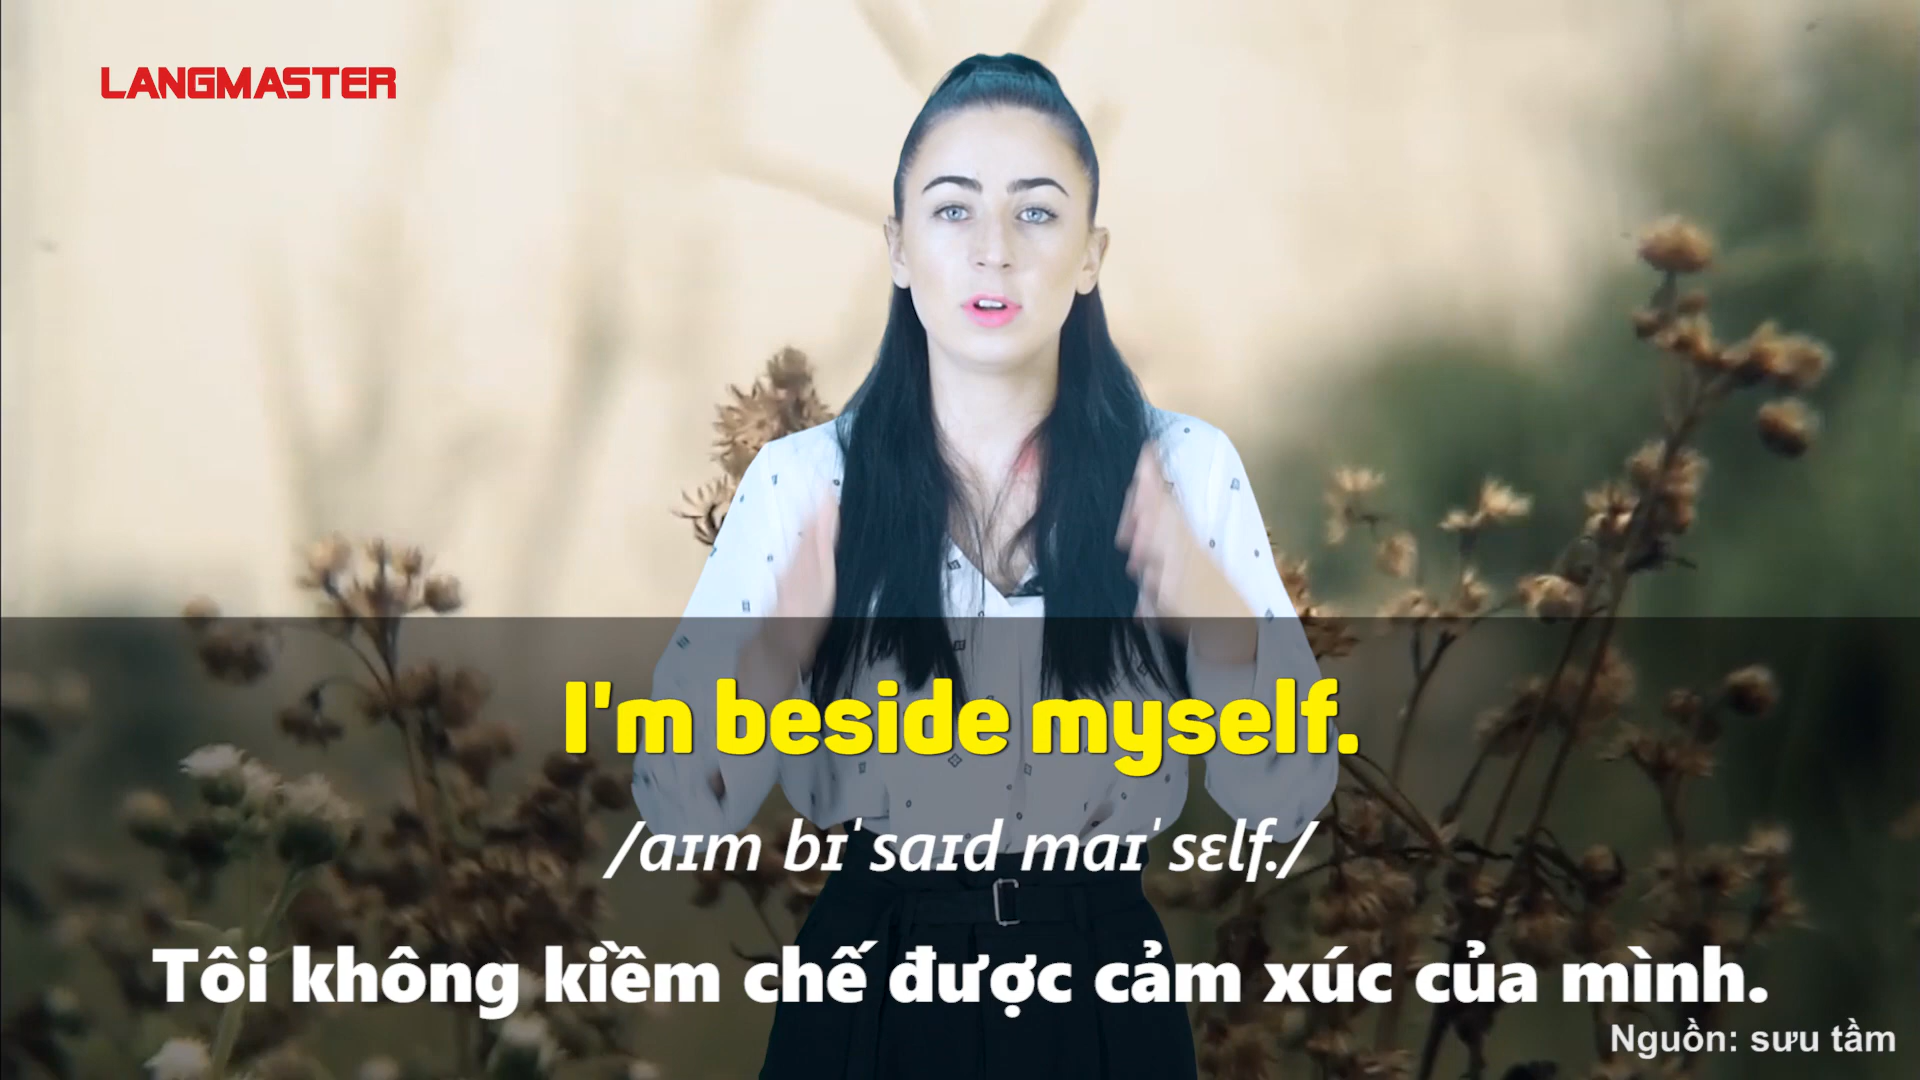 LANGMASTER
I'm beside myself.
/aɪm bɪˈsaɪd maɪˈsɛlf./
Tôi không kiềm chế được cảm xúc của mình.
Nguồn: sưu tầm